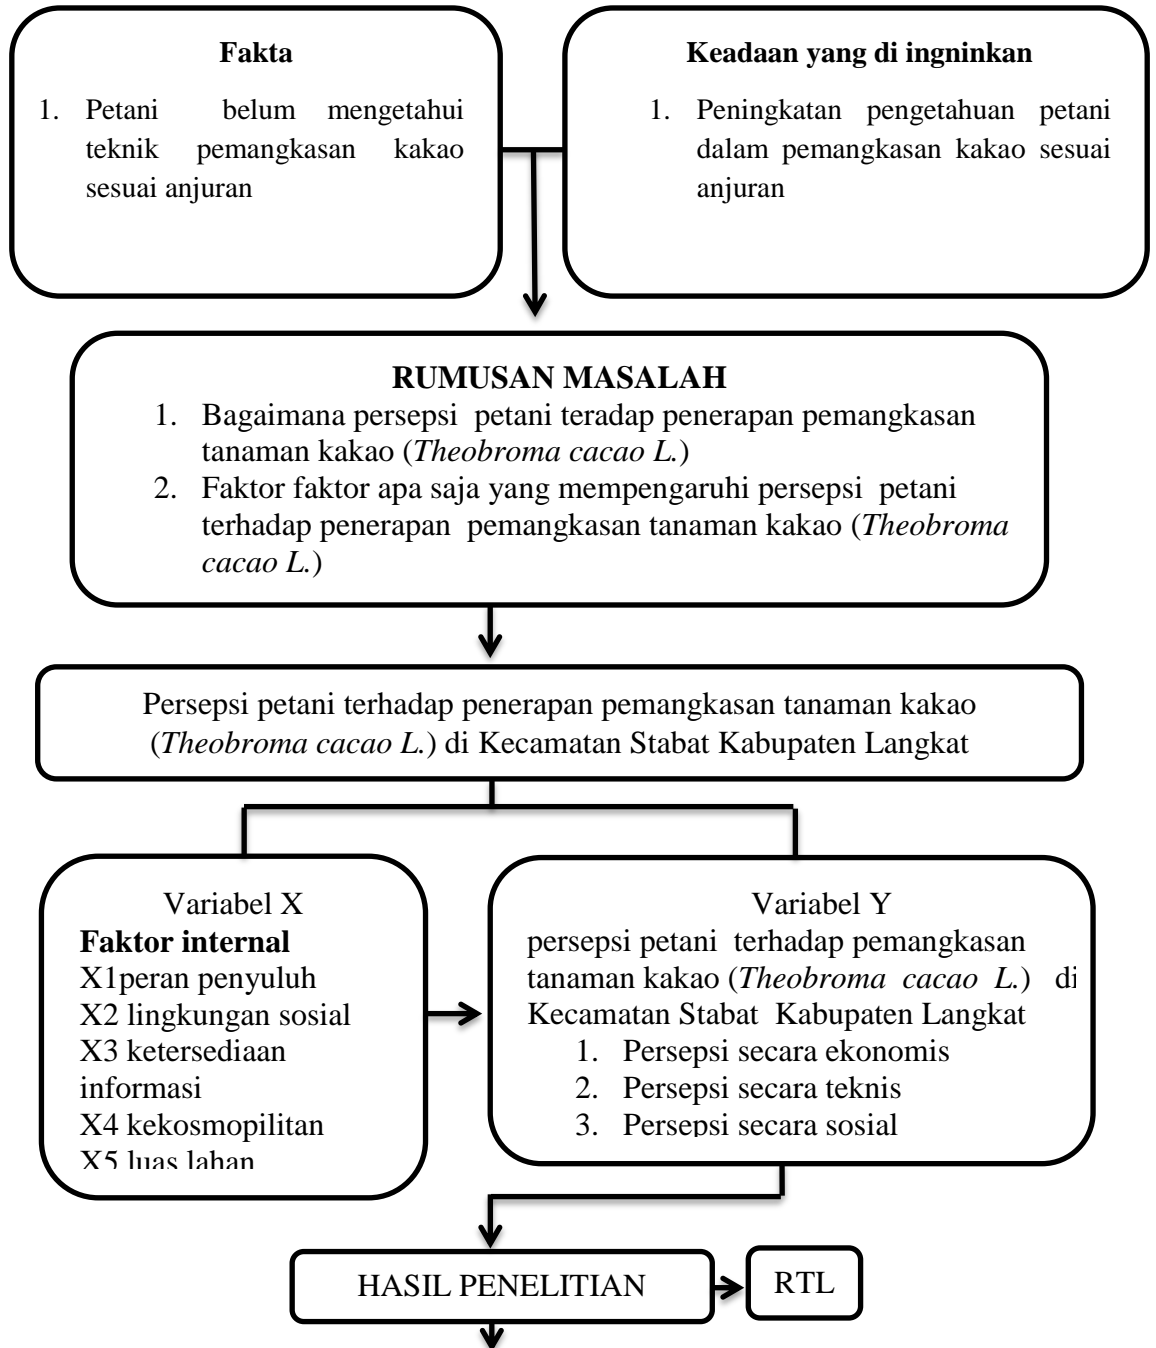 Fakta
1. Petani belum mengetahui
teknik pemangkasan kakao
sesuai anjuran
Keadaan yang di ingninkan
1. Peningkatan pengetahuan petani
dalam pemangkasan kakao sesuai
anjuran
RUMUSAN MASALAH
1. Bagaimana persepsi petani teradap penerapan pemangkasan
tanaman kakao (Theobroma cacao L.)
2. Faktor faktor apa saja yang mempengaruhi persepsi petani
terhadap penerapan pemangkasan tanaman kakao (Theobroma
cacao L.)
Persepsi petani terhadap penerapan pemangkasan tanaman kakao
(Theobroma cacao L.) di Kecamatan Stabat Kabupaten Langkat
Variabel X
Faktor internal
X1peran penyuluh
X2 lingkungan sosial
X3 ketersediaan
informasi
X4 kekosmopilitan
X5 luas lahan
Variabel Y
persepsi petani terhadap pemangkasan
tanaman kakao (Theobroma cacao L.) di
Kecamatan Stabat Kabupaten Langkat
1. Persepsi secara ekonomis
2. Persepsi secara teknis
3. Persepsi secara sosial
HASIL PENELITIAN
RTL